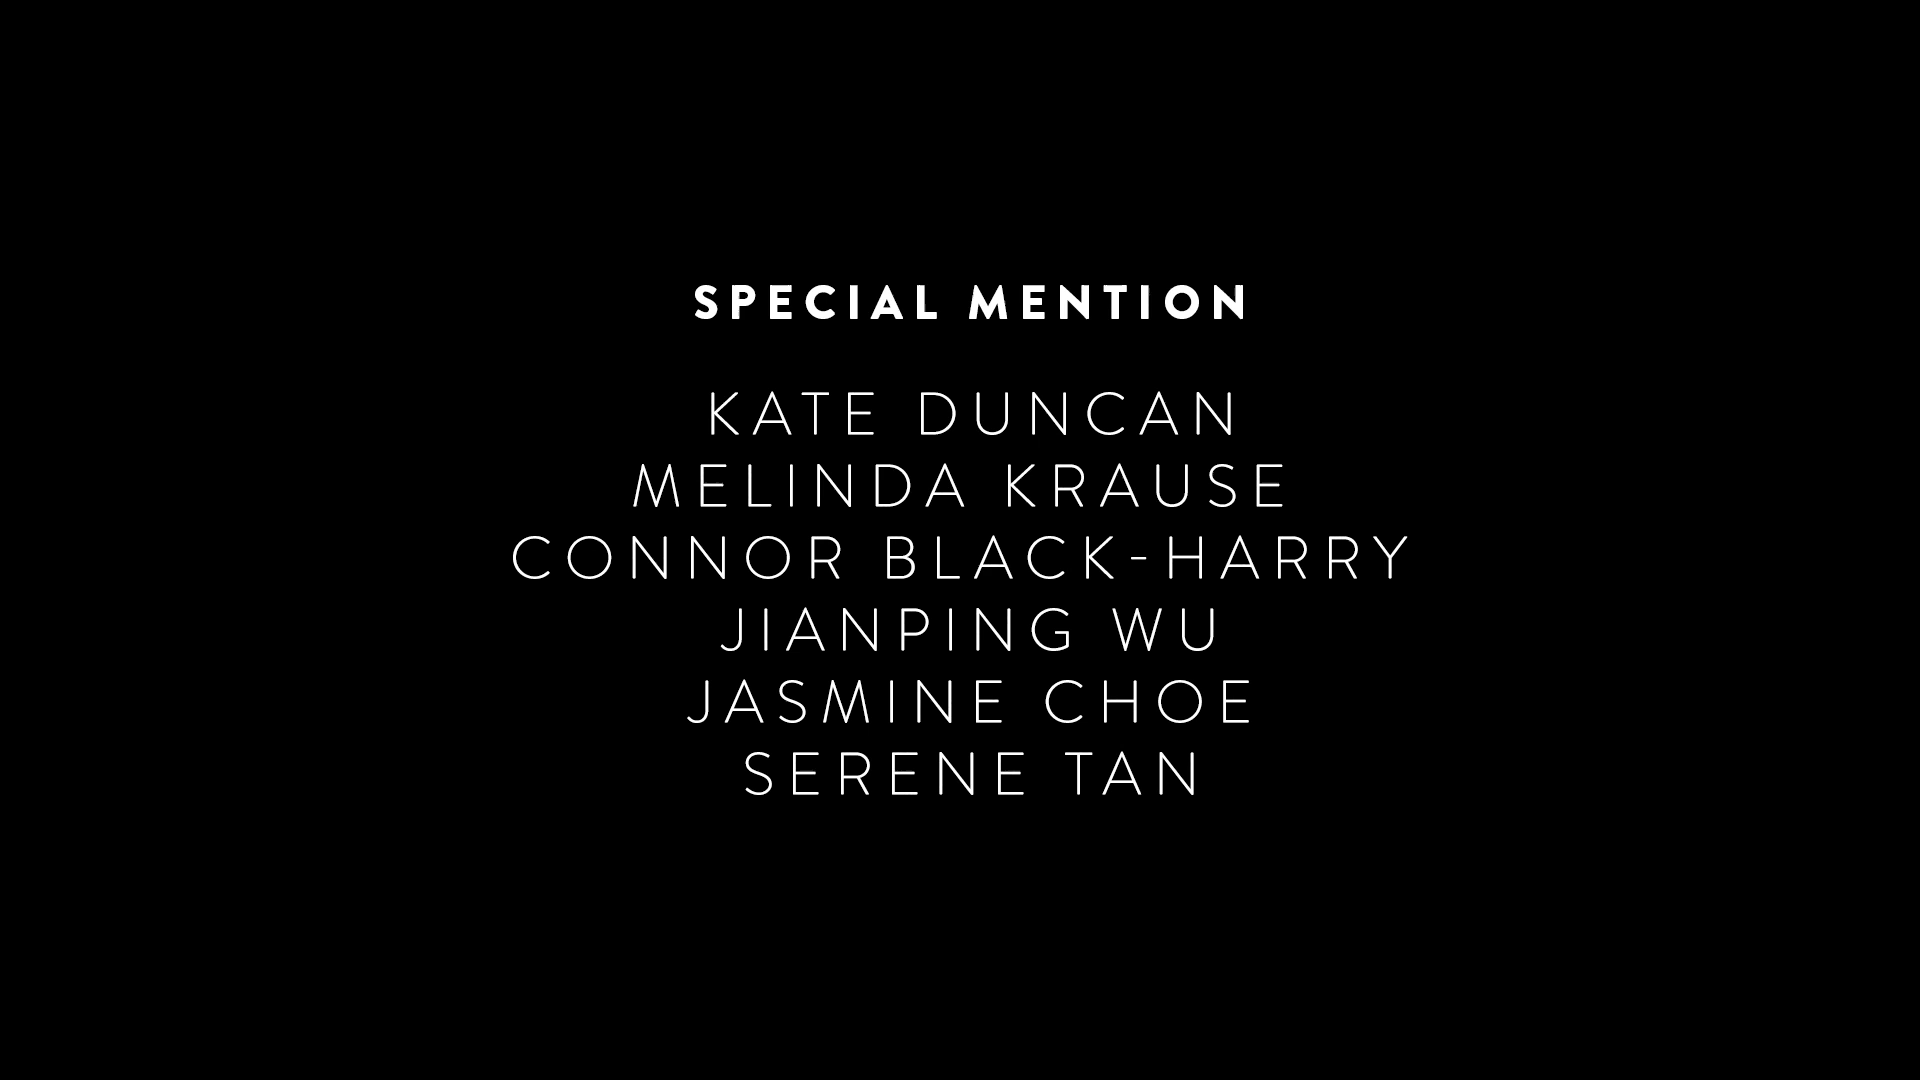 SPECIAL MENTION
KATE DUNCAN
MELINDA KRAUSE
CONNOR BLACK-HARRY
JIANPING WU
JASMINE CHOE
SERENE TAN